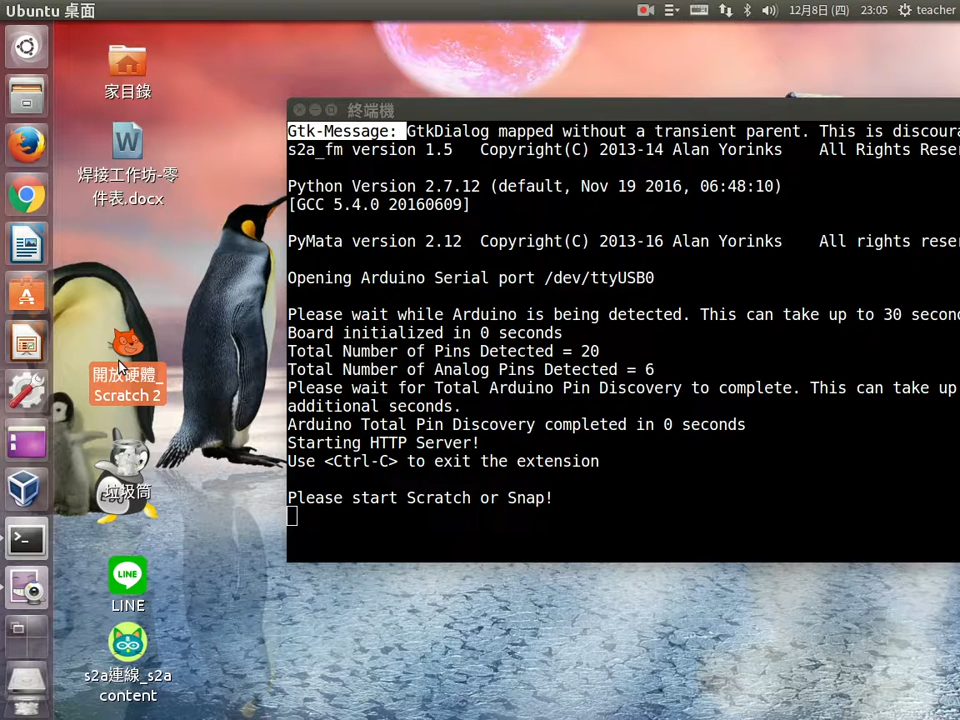 Ubuntu 桌面
12月8日(四) 23:05 teacher
家目錄
W
焊接工作坊-零
件表.docx
開放硬體_
Scratch 2
垃圾筒
LINE
LINE
s2a連線_s2a
content
終端機
Gtk-Message: GtkDialog mapped without a transient parent. This is discoura
s2a_fm version 1.5 Copyright(C) 2013-14 Alan Yorinks All Rights Rese
Python Version 2.7.12 (default, Nov 19 2016, 06:48:10)
[GCC 5.4.0 20160609]
PyMata version 2.12 Copyright(C) 2013-16 Alan Yorinks All rights rese
Opening Arduino Serial port /dev/ttyUSB0
Please wait while Arduino is being detected. This can take up to 30 secon
Board initialized in 0 seconds
Total Number of Pins Detected = 20
Total Number of Analog Pins Detected = 6
Please wait for Total Arduino Pin Discovery to complete. This can take up
additional seconds.
Arduino Total Pin Discovery completed in 0 seconds
Starting HTTP Server!
Use <Ctrl-C> to exit the extension
Please start Scratch or Snap!